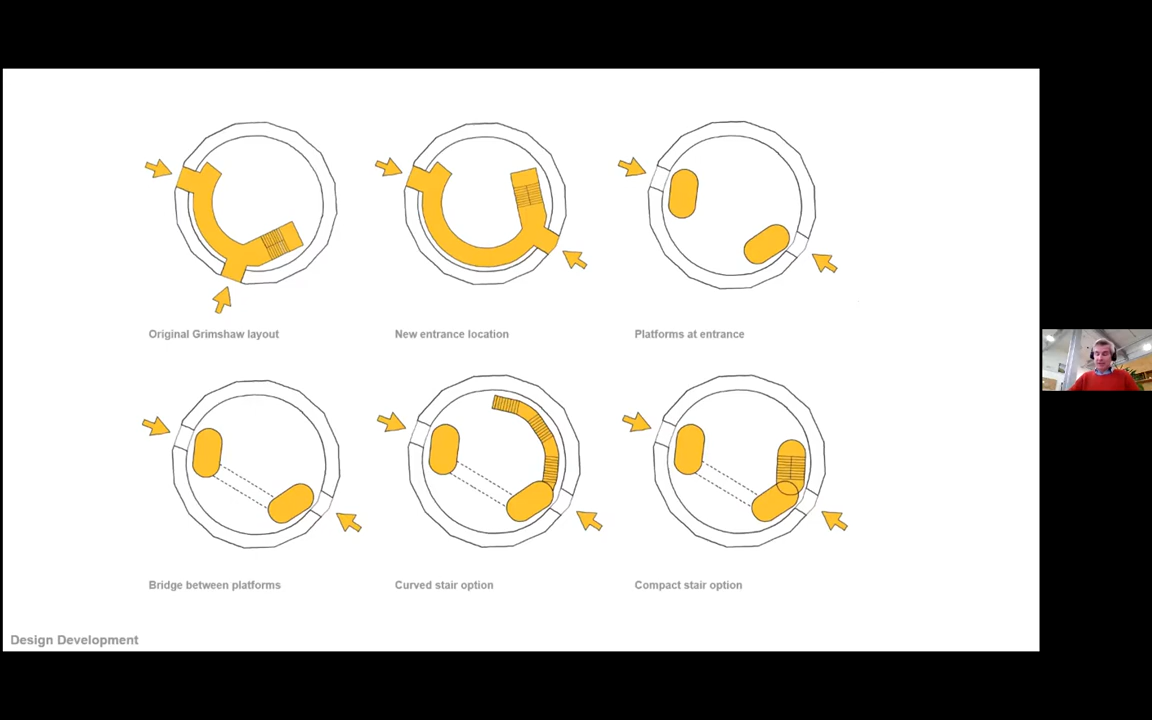 Original Grimshaw layout
New entrance location
Platforms at entrance
Bridge between platforms
Curved stair option
Compact stair option
Design Development